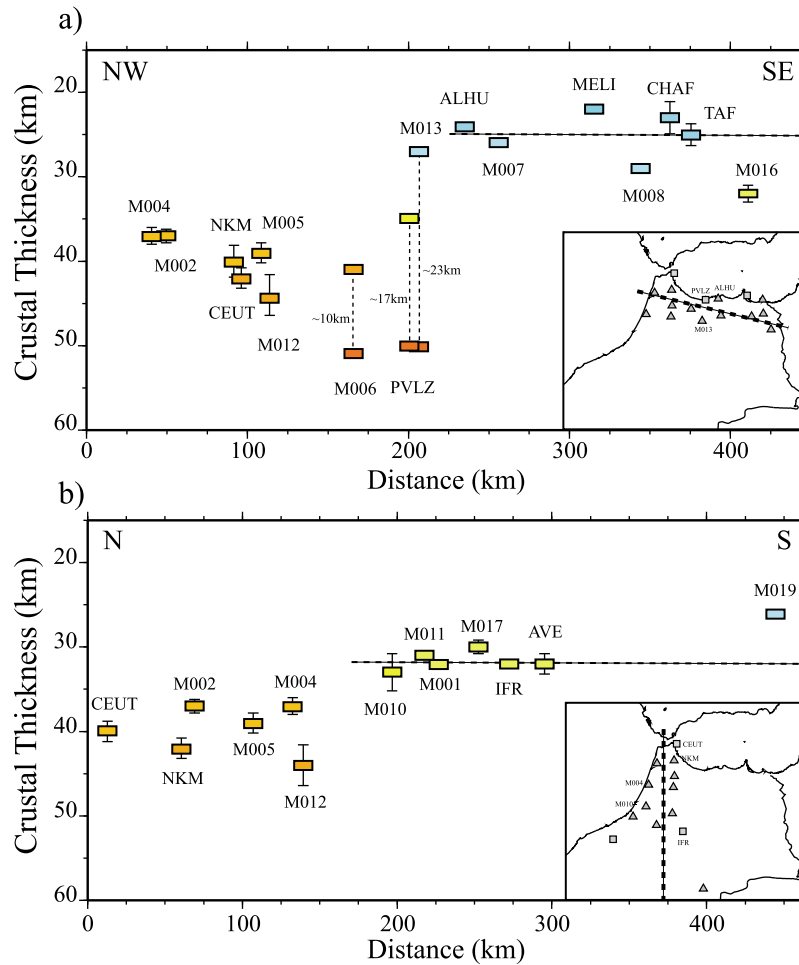 a)
NW
SE
Crustal Thickness (km)
20
30
40
50
60
M004
M002
NKM
CEUT
M005
M012
~10km
M006
~17km
~23km
PVLZ
M013
ALHU
M007
MELI
M008
CHAF
TAF
M016
PVLZ
ALHU
M013
0
100
200
300
400
Distance (km)
b)
N
S
Crustal Thickness (km)
20
30
40
50
60
CEUT
NKM
M002
M005
M004
M012
M010
M011
M001
M017
IFR
AVE
M019
CEUT
NKM
M004
M010
IFR
0
100
200
300
400
Distance (km)